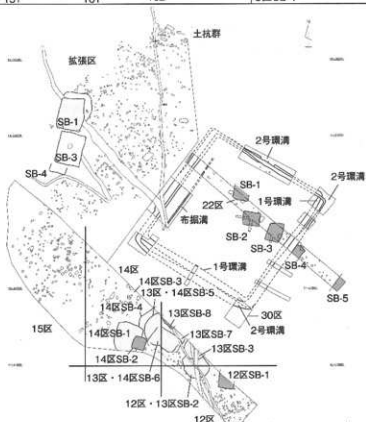 土坑群
拡張区
SB-1
SB-3
SB-4
2号環溝
SB-1
2号環溝
22区
1号環溝
布掘溝
SB-2
SB-3
SB-4
1号環溝
SB-5
14区
14区SB-3
13区・14区SB-5
14区SB-4
13区SB-8
30区
15区
14区SB-1
13区SB-7
2号環溝
13区SB-3
14区SB-2
12区SB-1
13区・14区SB-6
12区・13区SB-2
12区